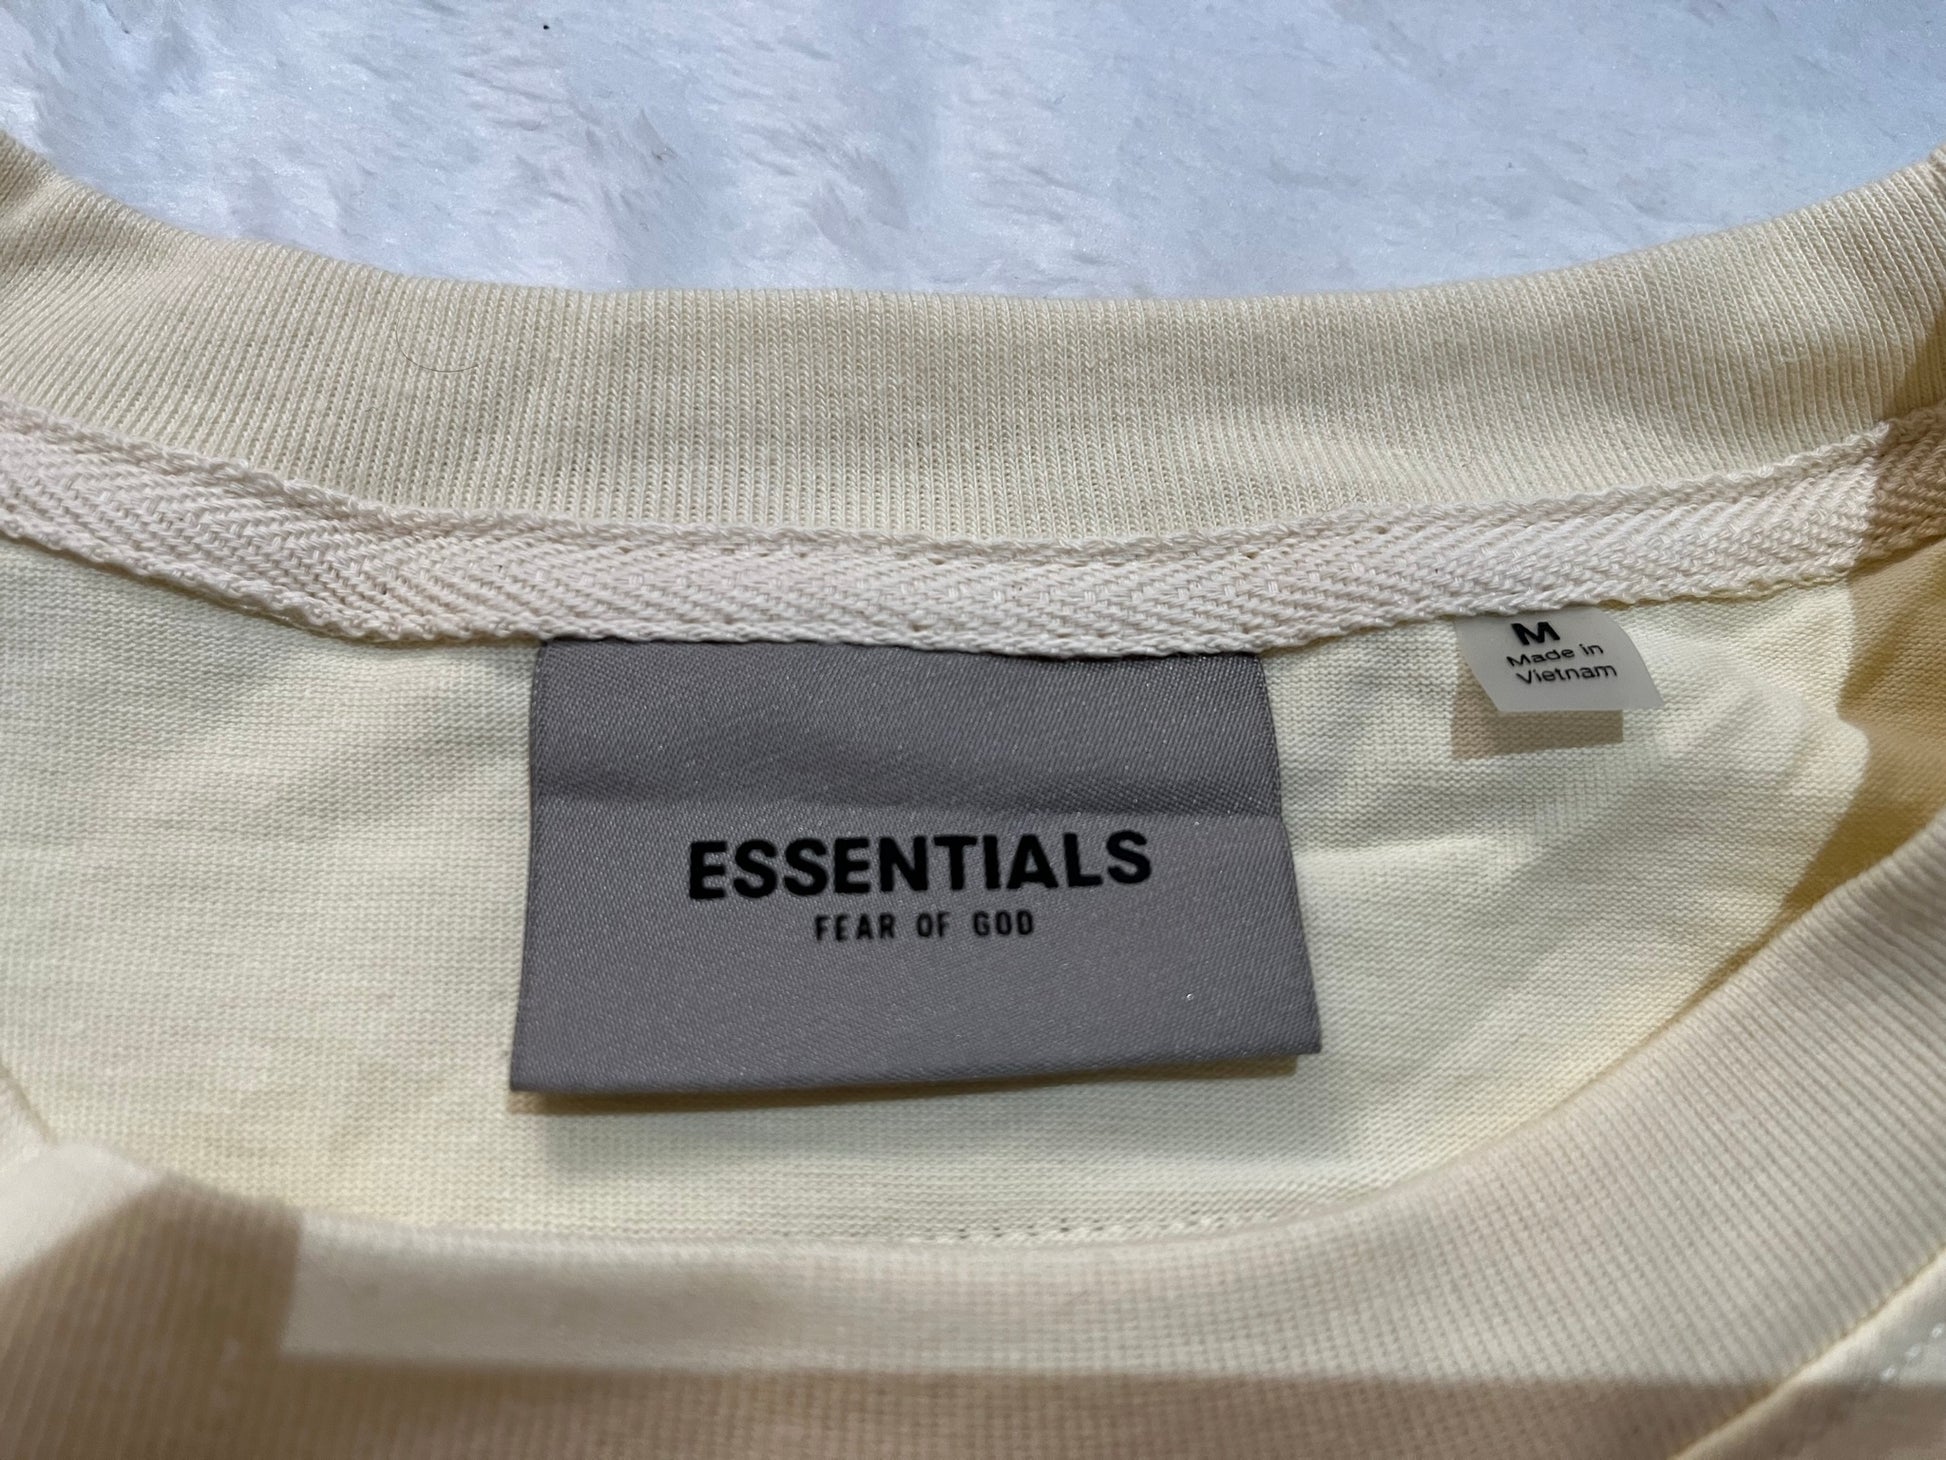 M
Made in
Vietnam
ESSENTIALS
FEAR OF GOD